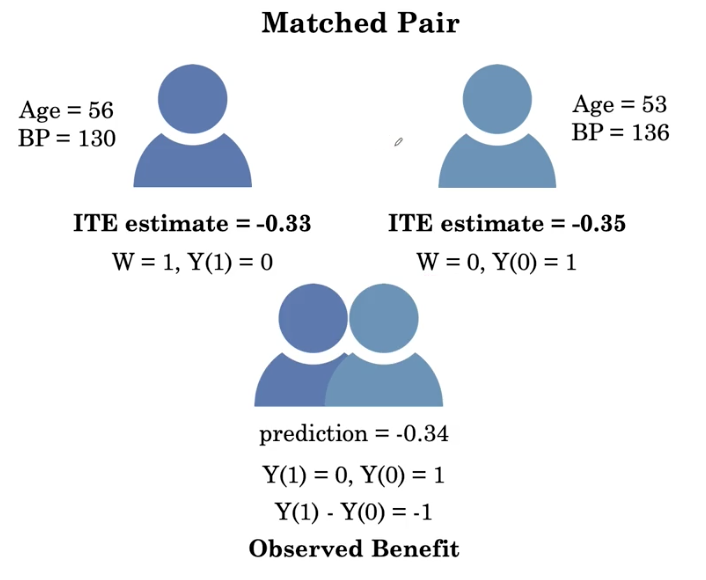 Matched Pair
Age = 56
BP = 130
Age = 53
BP = 136
ITE estimate = -0.33
W = 1, Y(1) = 0
ITE estimate = -0.35
W = 0, Y(0) = 1
prediction = -0.34
Y(1) = 0, Y(0) = 1
Y(1) - Y(0) = -1
Observed Benefit